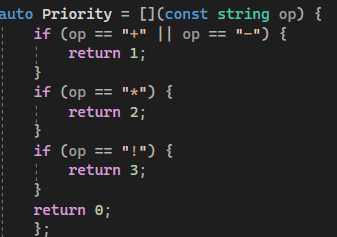 auto Priority = [](const string op) {
    if (op == "+" || op == "-") {
        return 1;
    }
    if (op == "*") {
        return 2;
    }
    if (op == "!") {
        return 3;
    }
    return 0;
    };